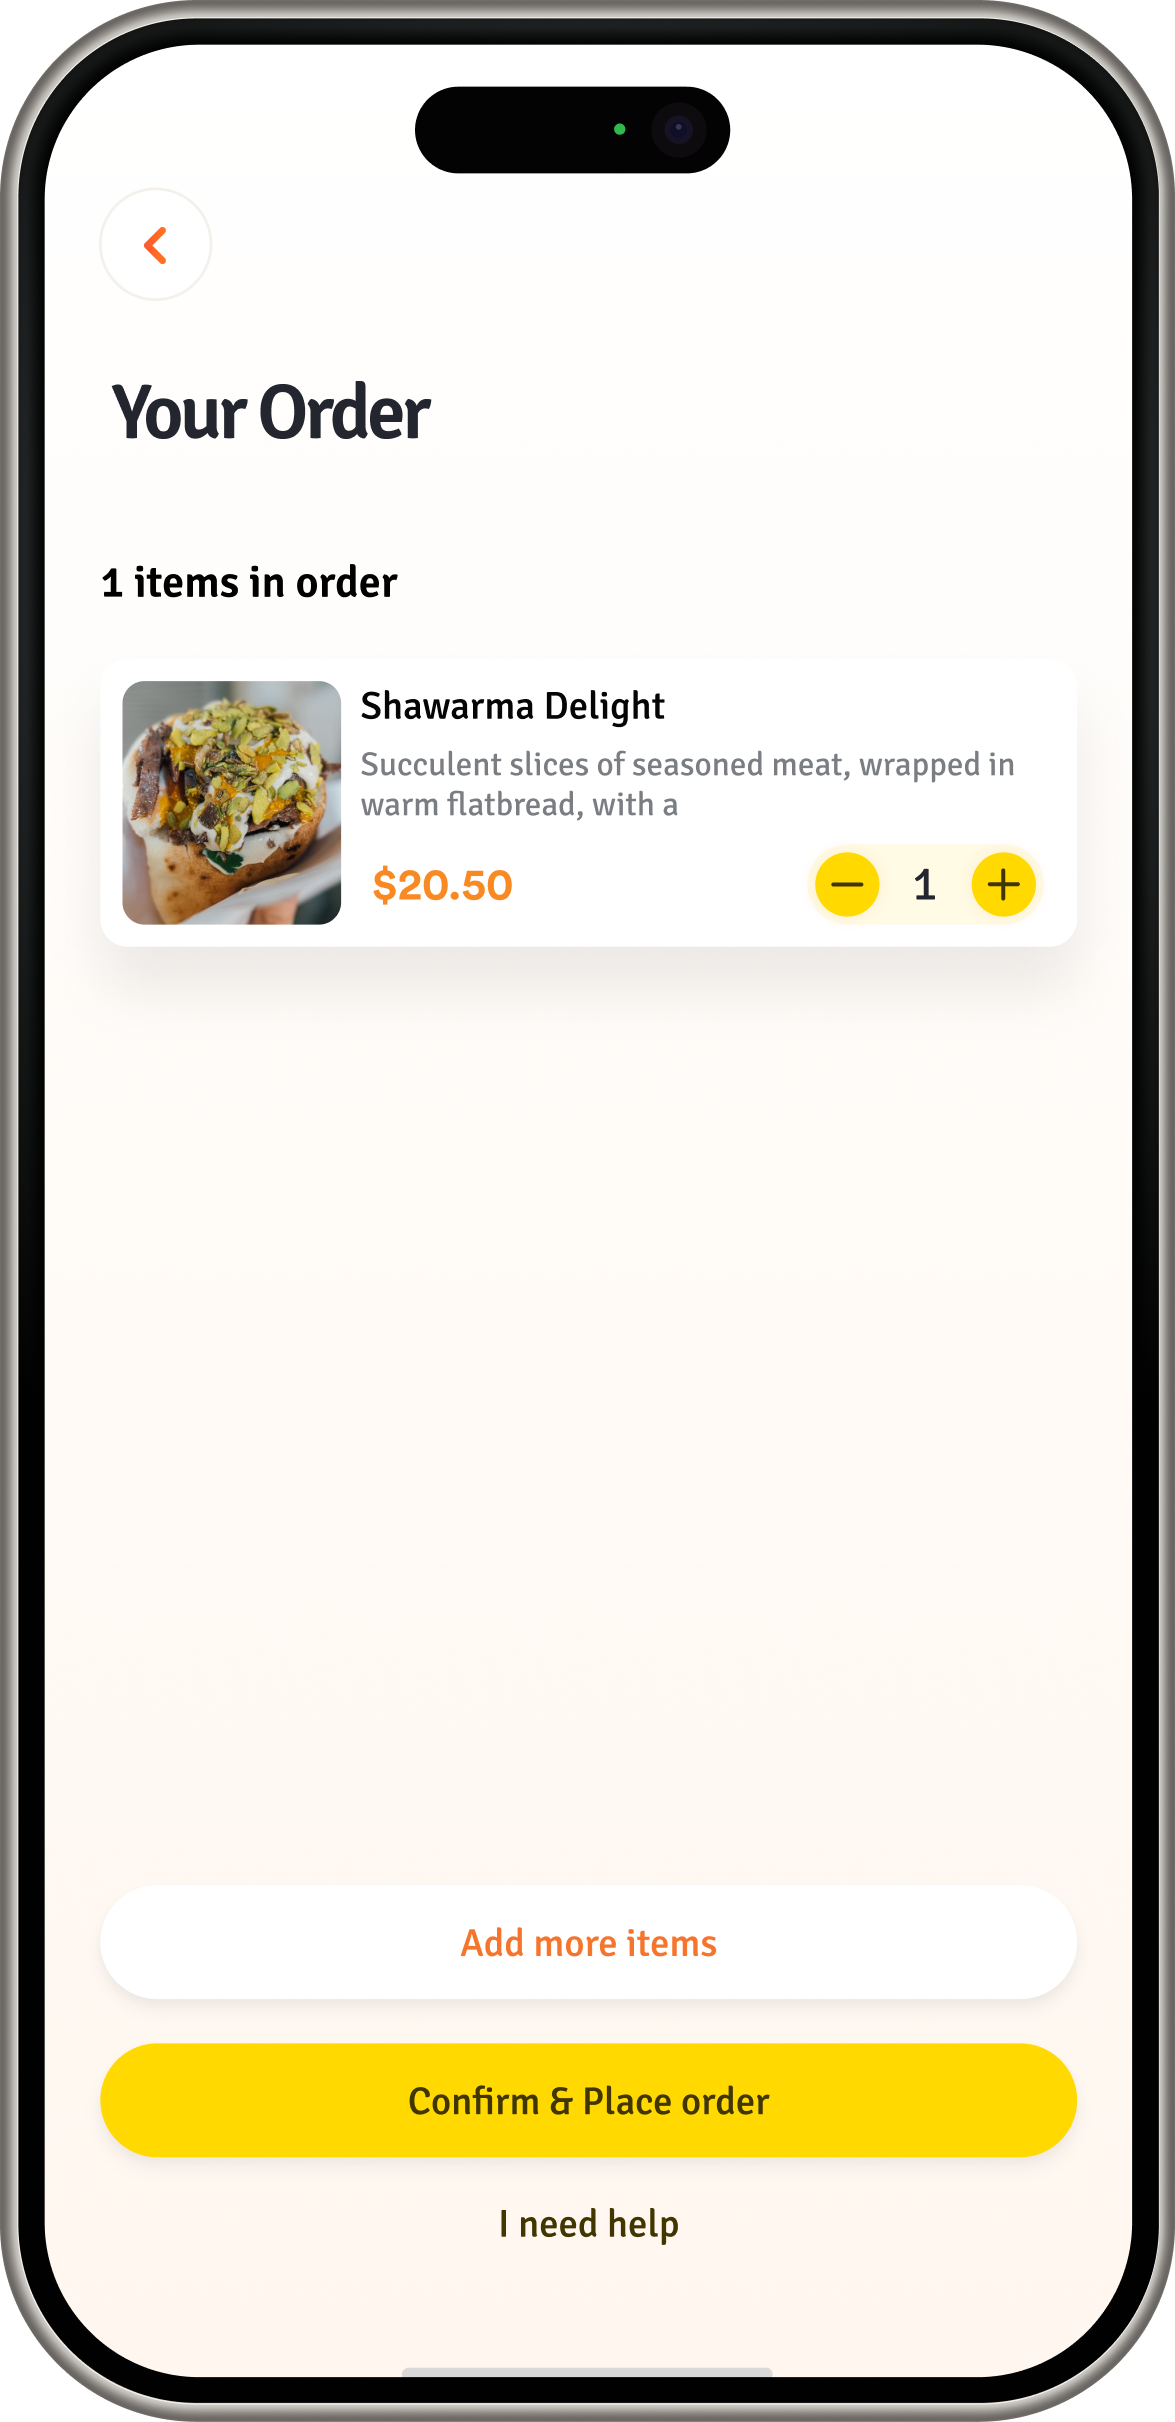 Your Order
1 items in order
Shawarma Delight
Succulent slices of seasoned meat, wrapped in
warm flatbread, with a
$20.50
1
Add more items
Confirm & Place order
I need help